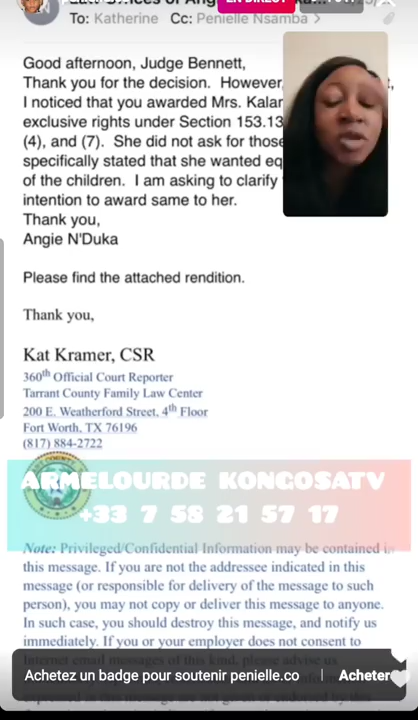 EN DIRECT
To: Katherine Cc: Penielle Nsamba >
Good afternoon, Judge Bennett,
Thank you for the decision. However,
I noticed that you awarded Mrs. Kalar
exclusive rights under Section 153.13
(4), and (7). She did not ask for those
specifically stated that she wanted eq
of the children. I am asking to clarify
intention to award same to her.
Thank you,
Angie N'Duka
Please find the attached rendition.
Thank you,
Kat Kramer, CSR
360th Official Court Reporter
Tarrant County Family Law Center
200 E. Weatherford Street, 4th Floor
Fort Worth, TX 76196
(817) 884-2722
ARMELOURDE KONGOSATV
+33 7 58 21 57 17
Note: Privileged/Confidential Information may be contained in
this message. If you are not the addressee indicated in this
message (or responsible for delivery of the message to such
person), you may not copy or deliver this message to anyone.
In such case, you should destroy this message, and notify us
immediately. If you or your employer does not consent to
Achetez un badge pour soutenir penielle.co | Acheter